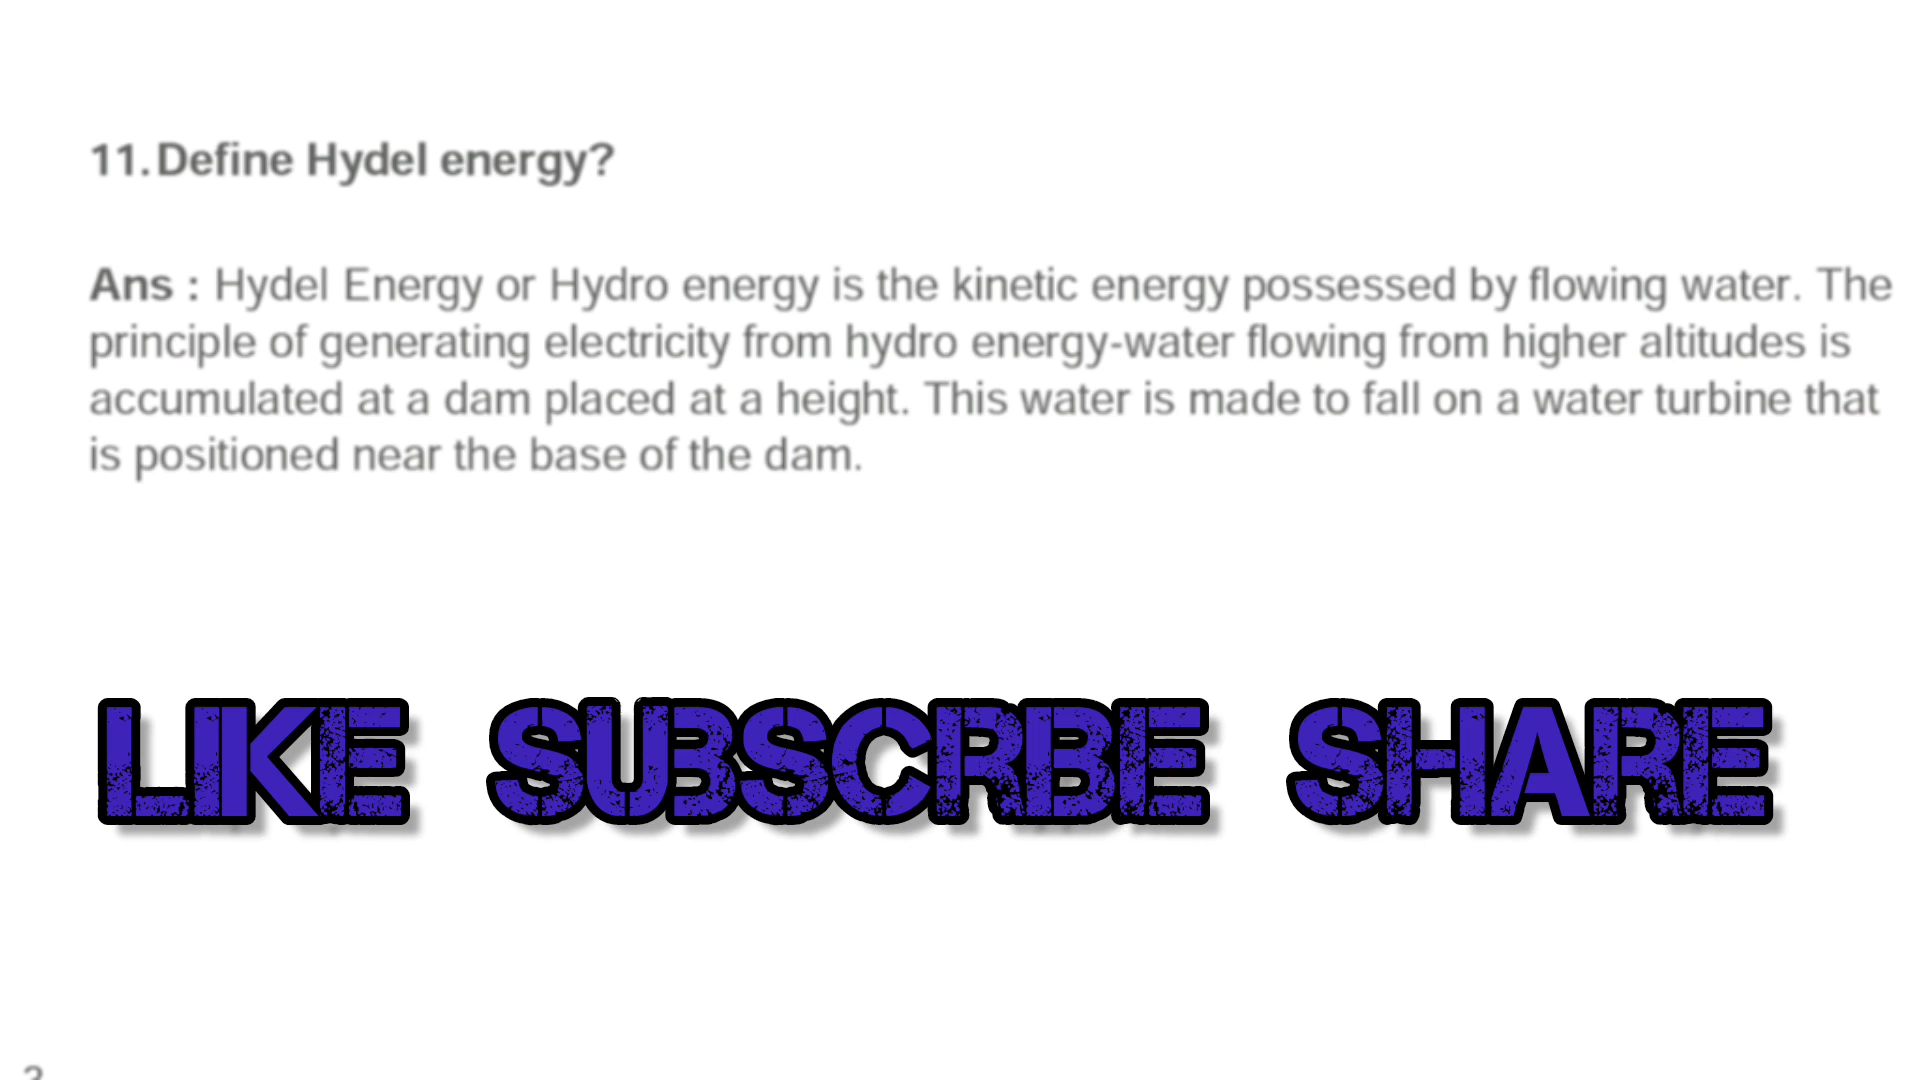 11. Define Hydel energy?
Ans : Hydel Energy or Hydro energy is the kinetic energy possessed by flowing water. The
principle of generating electricity from hydro energy-water flowing from higher altitudes is
accumulated at a dam placed at a height. This water is made to fall on a water turbine that
is positioned near the base of the dam.
LIKE SUBSCRIBE SHARE